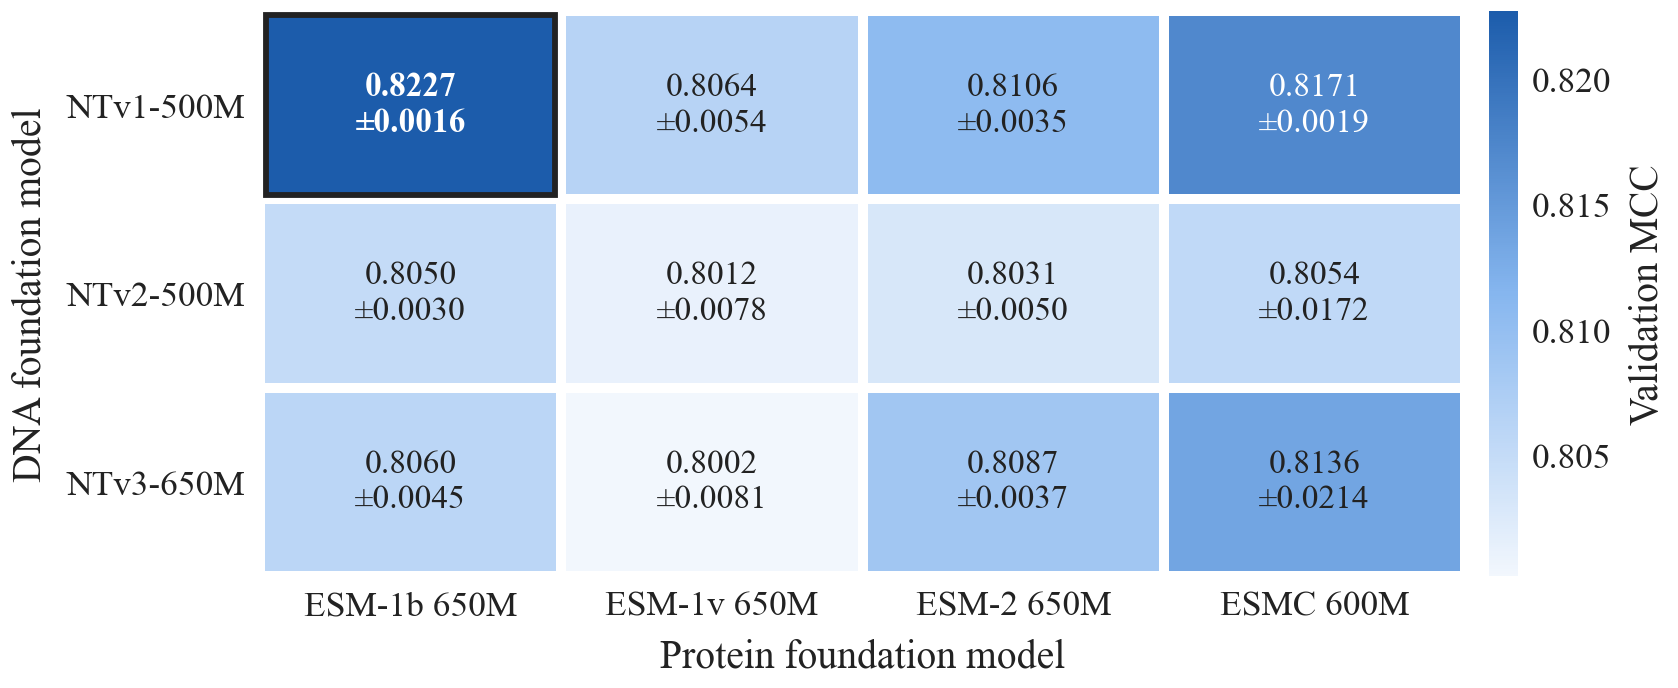 DNA foundation model
NTv1-500M
0.8227
±0.0016
0.8064
±0.0054
0.8106
±0.0035
0.8171
±0.0019
NTv2-500M
0.8050
±0.0030
0.8012
±0.0078
0.8031
±0.0050
0.8054
±0.0172
NTv3-650M
0.8060
±0.0045
0.8002
±0.0081
0.8087
±0.0037
0.8136
±0.0214
ESM-1b 650M
ESM-1v 650M
ESM-2 650M
ESMC 600M
Protein foundation model
0.820
0.815
0.810
0.805
Validation MCC